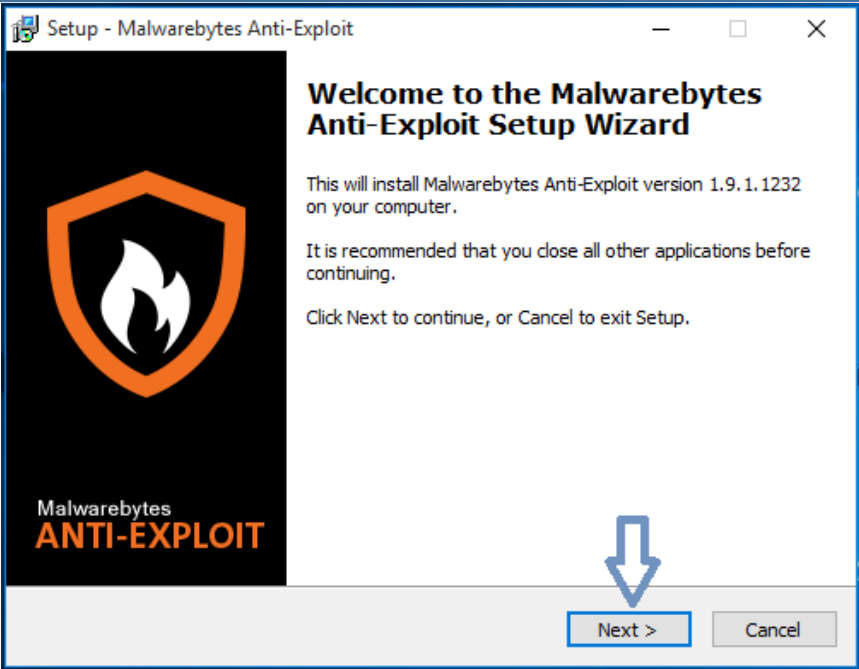 Setup - Malwarebytes Anti-Exploit
Welcome to the Malwarebytes
Anti-Exploit Setup Wizard
This will install Malwarebytes Anti-Exploit version 1.9.1.1232
on your computer.
It is recommended that you close all other applications before
continuing.
Click Next to continue, or Cancel to exit Setup.
Malwarebytes
ANTI-EXPLOIT
Next >
Cancel